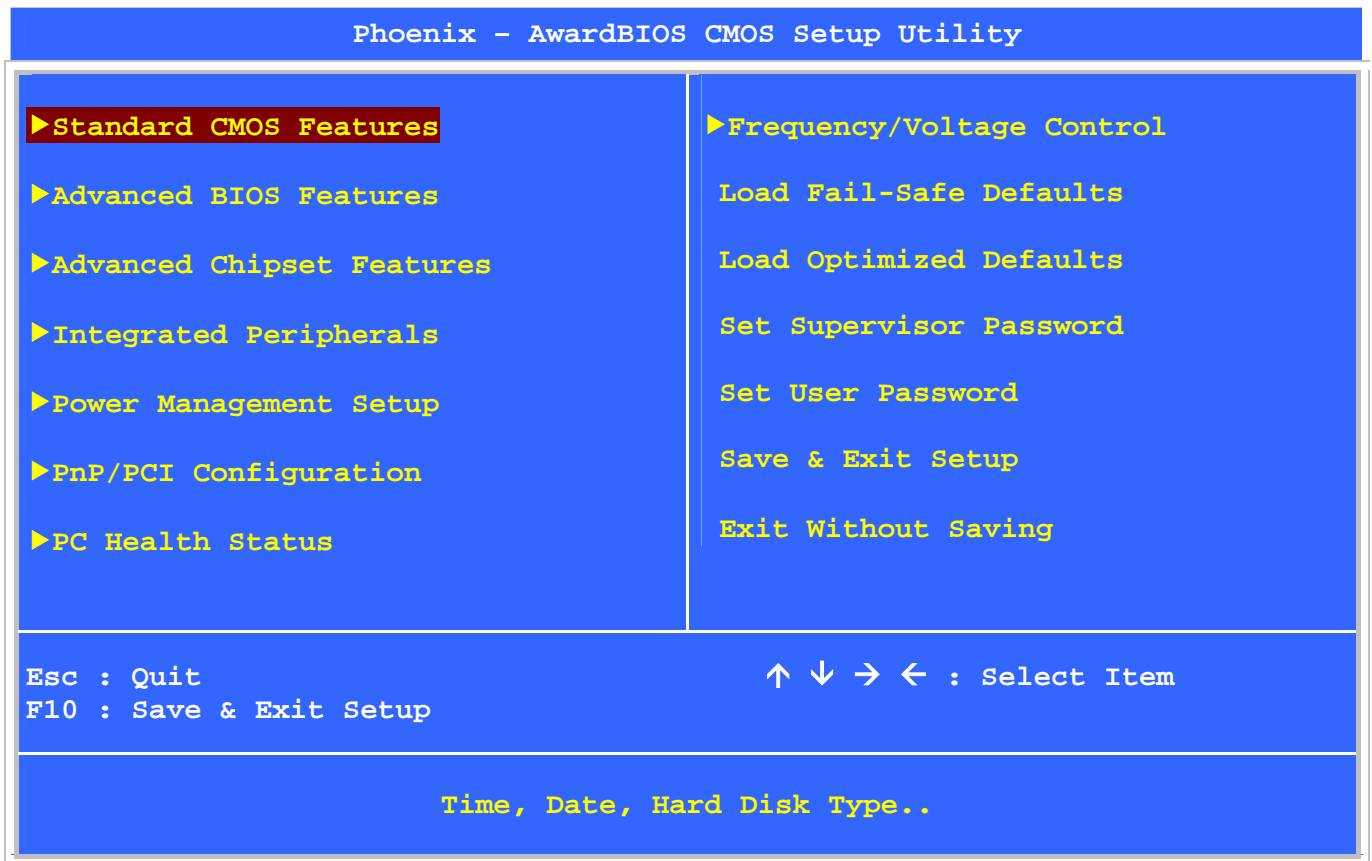 Phoenix – AwardBIOS CMOS Setup Utility
▶Standard CMOS Features
▶Advanced BIOS Features
▶Advanced Chipset Features
▶Integrated Peripherals
▶Power Management Setup
▶PnP/PCI Configuration
▶PC Health Status
▶Frequency/Voltage Control
Load Fail-Safe Defaults
Load Optimized Defaults
Set Supervisor Password
Set User Password
Save & Exit Setup
Exit Without Saving
Esc : Quit
F10 : Save & Exit Setup
↑ ↓ → ← : Select Item
Time, Date, Hard Disk Type..